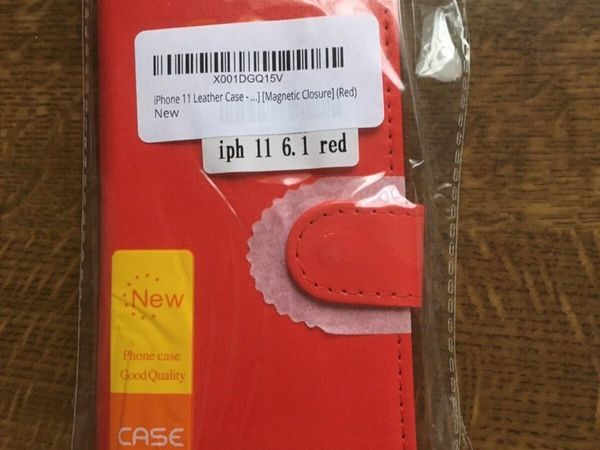 X001DGQ15V
iPhone 11 Leather Case - ...] [Magnetic Closure] (Red)
New
iph 11 6.1 red
New
Phone case
Good Quality
CASE